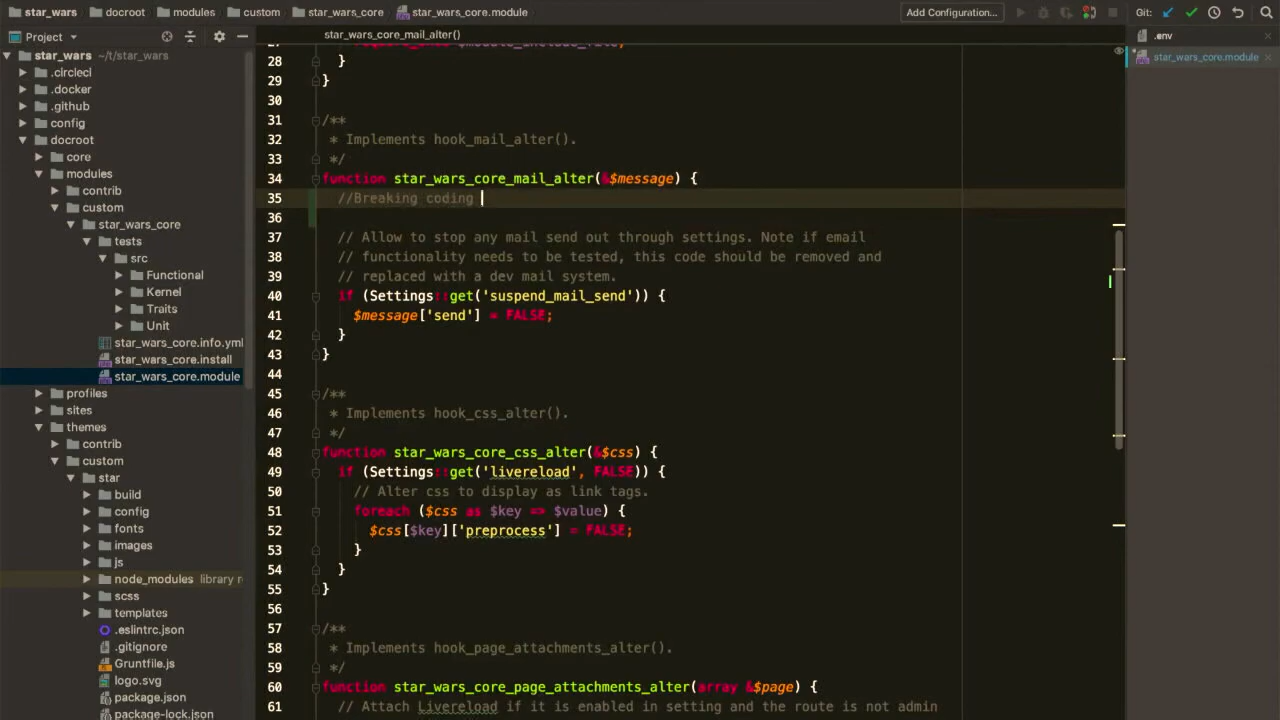 star_wars docroot modules custom star_wars_core star_wars_core.module Add Configuration... Git:
Project star_wars_core_mail_alter() .env
star_wars ~/t/star_wars star_wars_core.module
.circlecI
.docker
.github
config
docroot
core
modules
contrib
custom
star_wars_core
tests
src
Functional
Kernel
Traits
Unit
star_wars_core.info.yml
star_wars_core.install
star_wars_core.module
profiles
sites
themes
contrib
custom
star
build
config
fonts
images
js
node_modules library
scss
templates
.eslintrc.json
.gitignore
Gruntfile.js
logo.svg
package.json
package-lock.json
28 }
29 }
30
31 /**
32 * Implements hook_mail_alter().
33 */
34 function star_wars_core_mail_alter(&$message) {
35 //Breaking coding
36
37 // Allow to stop any mail send out through settings. Note if email
38 // functionality needs to be tested, this code should be removed and
39 // replaced with a dev mail system.
40 if (Settings::get('suspend_mail_send')) {
41 $message['send'] = FALSE;
42 }
43 }
44
45 /**
46 * Implements hook_css_alter().
47 */
48 function star_wars_core_css_alter(&$css) {
49 if (Settings::get('livereload', FALSE)) {
50 // Alter css to display as link tags.
51 foreach ($css as $key => $value) {
52 $css[$key]['preprocess'] = FALSE;
53 }
54 }
55 }
56
57 /**
58 * Implements hook_page_attachments_alter().
59 */
60 function star_wars_core_page_attachments_alter(array &$page) {
61 // Attach Livereload if it is enabled in setting and the route is not admin